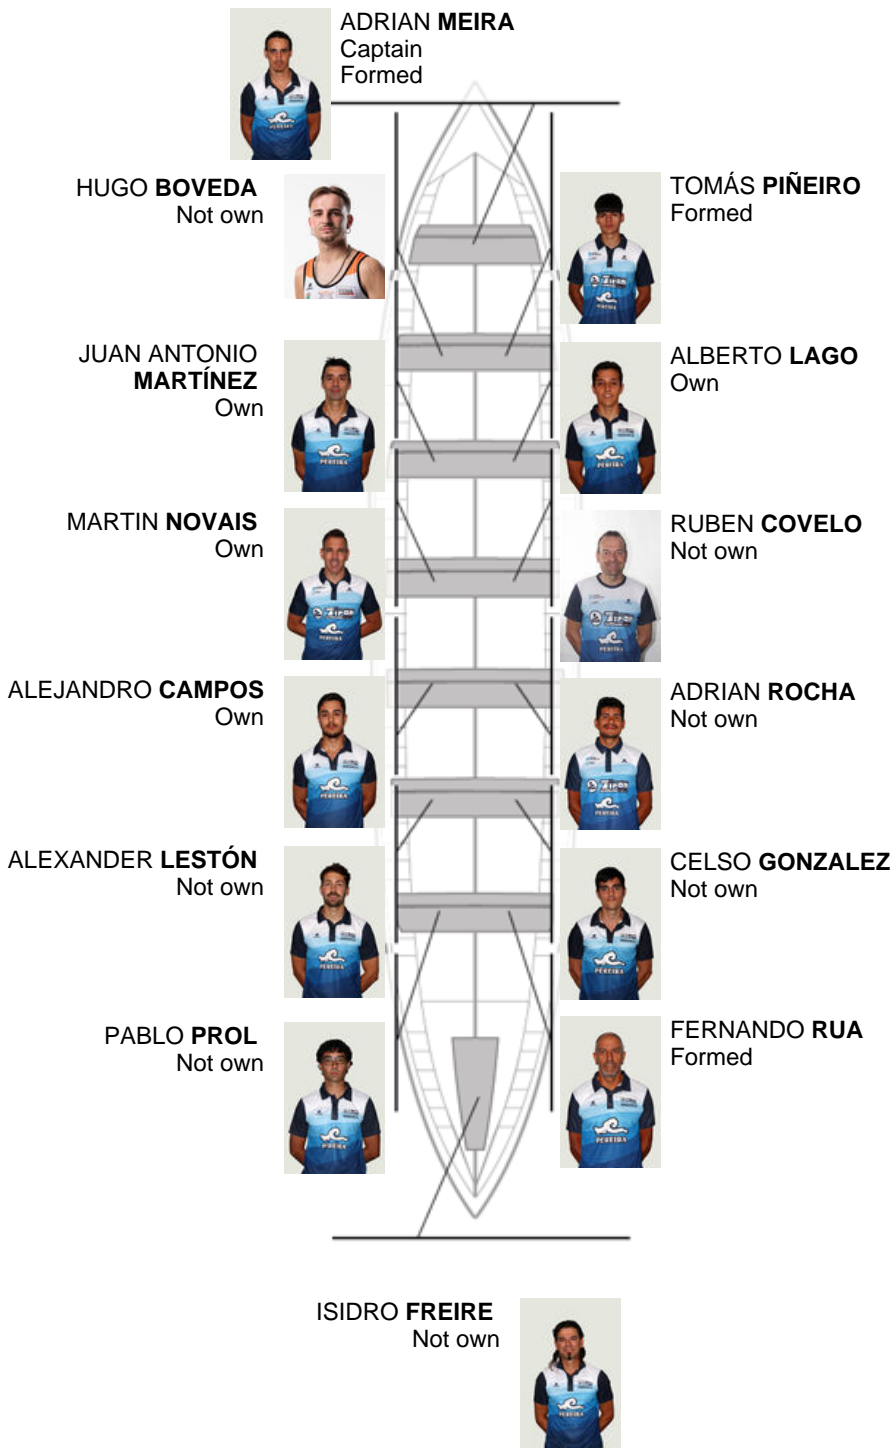 ADRIAN MEIRA
Captain
Formed
HUGO BOVEDA
Not own
TOMÁS PIÑEIRO
Formed
JUAN ANTONIO
MARTÍNEZ
Own
ALBERTO LAGO
Own
MARTIN NOVAIS
Own
RUBEN COVELO
Not own
ALEJANDRO CAMPOS
Own
ADRIAN ROCHA
Not own
ALEXANDER LESTÓN
Not own
CELSO GONZALEZ
Not own
PABLO PROL
Not own
FERNANDO RUA
Formed
ISIDRO FREIRE
Not own